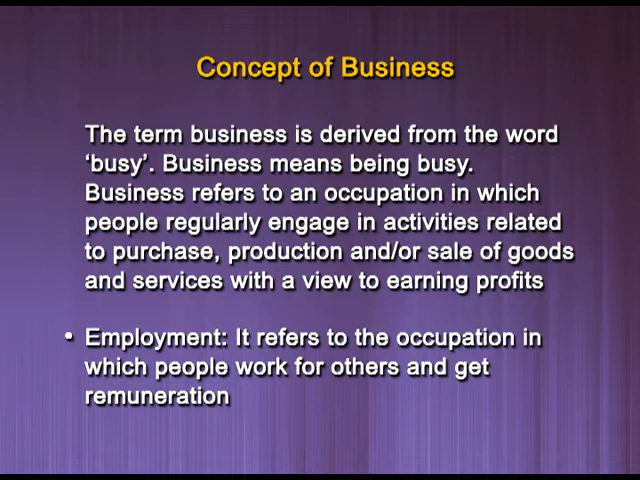 Concept of Business
The term business is derived from the word
‘busy’. Business means being busy.
Business refers to an occupation in which
people regularly engage in activities related
to purchase, production and/or sale of goods
and services with a view to earning profits
• Employment: It refers to the occupation in
which people work for others and get
remuneration